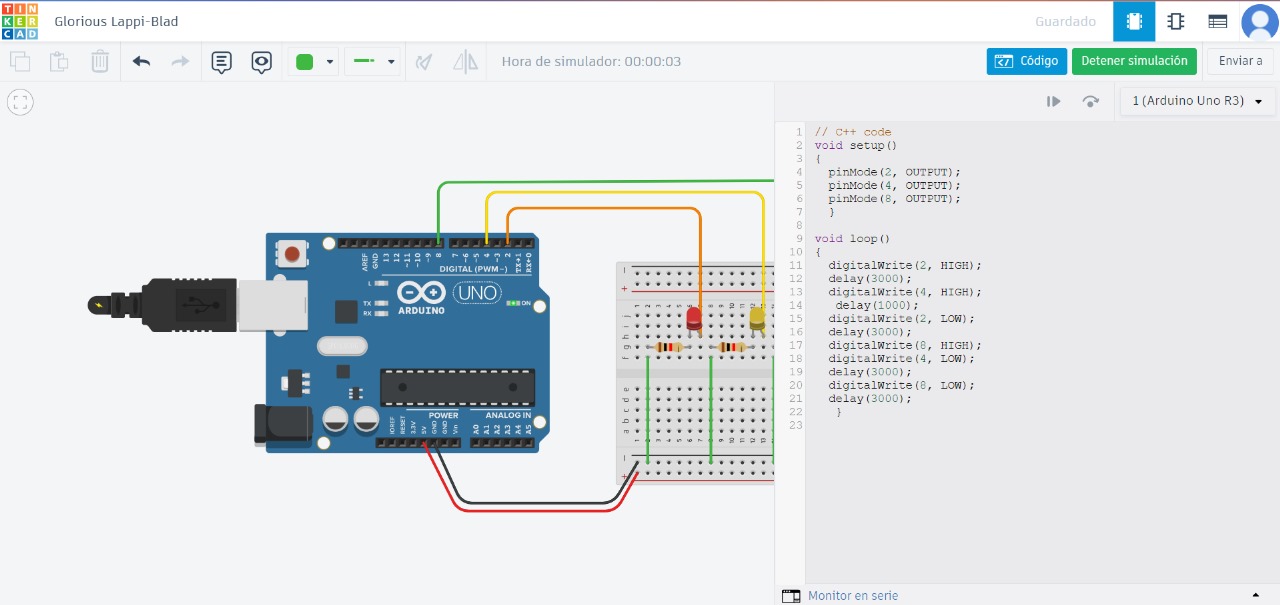 TIN
KER
CAD
Glorious Lappi-Blad
Guardado
Hora de simulador: 00:00:03
Código
Detener simulación
Enviar a
1 (Arduino Uno R3)
AREF
GND
13
12
~11
~10
~9
8
7
~6
~5
4
~3
2
TX→1
RX←0
DIGITAL (PWM~)
L
TX
RX
ARDUINO
UNO
ON
POWER
ANALOG IN
IOREF
RESET
3.3V
5V
GND
GND
Vin
A0
A1
A2
A3
A4
A5
1 // C++ code
2 void setup()
3 {
4 pinMode(2, OUTPUT);
5 pinMode(4, OUTPUT);
6 pinMode(8, OUTPUT);
7 }
8
9 void loop()
10 {
11 digitalWrite(2, HIGH);
12 delay(3000);
13 digitalWrite(4, HIGH);
14 delay(1000);
15 digitalWrite(2, LOW);
16 delay(3000);
17 digitalWrite(8, HIGH);
18 digitalWrite(4, LOW);
19 delay(3000);
20 digitalWrite(8, LOW);
21 delay(3000);
22 }
23
Monitor en serie